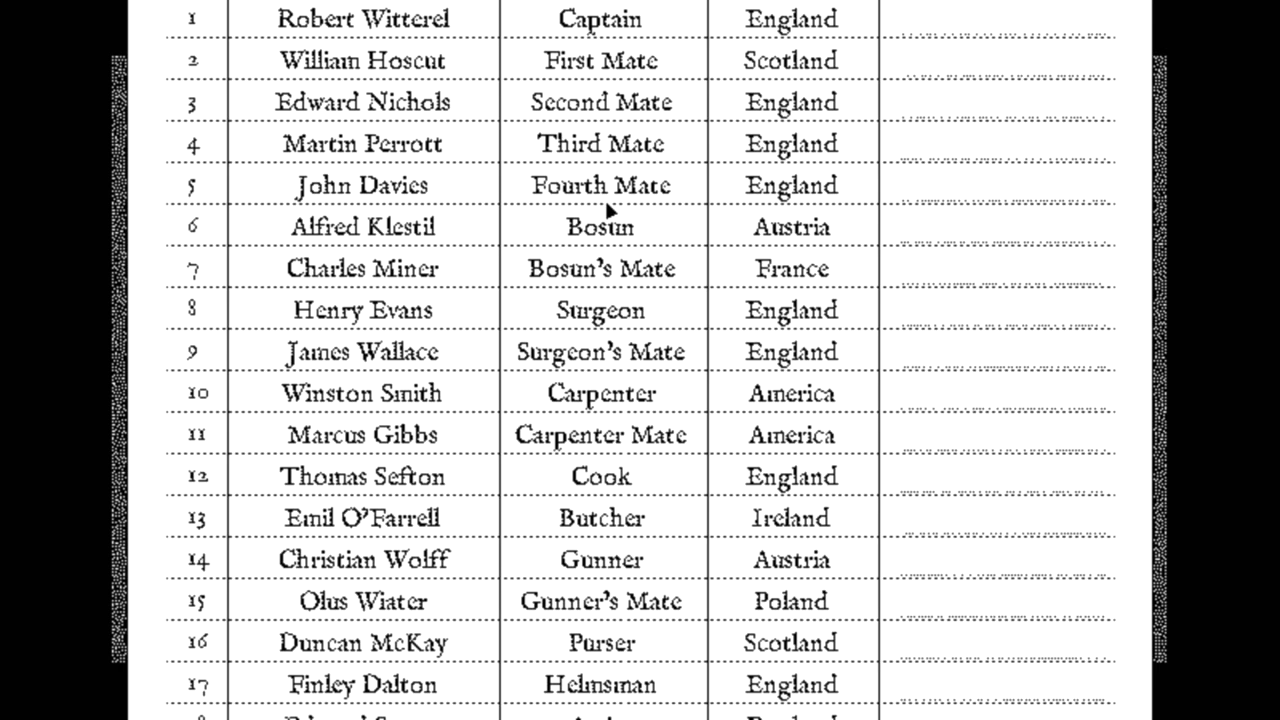 1 Robert Witterel Captain England
2 William Hoscut First Mate Scotland
3 Edward Nichols Second Mate England
4 Martin Perrott Third Mate England
5 John Davies Fourth Mate England
6 Alfred Klestil Bosun Austria
7 Charles Miner Bosun's Mate France
8 Henry Evans Surgeon England
9 James Wallace Surgeon's Mate England
10 Winston Smith Carpenter America
11 Marcus Gibbs Carpenter Mate America
12 Thomas Sefton Cook England
13 Emil O'Farrell Butcher Ireland
14 Christian Wolff Gunner Austria
15 Olus Wiater Gunner's Mate Poland
16 Duncan McKay Purser Scotland
17 Finley Dalton Helmsman England